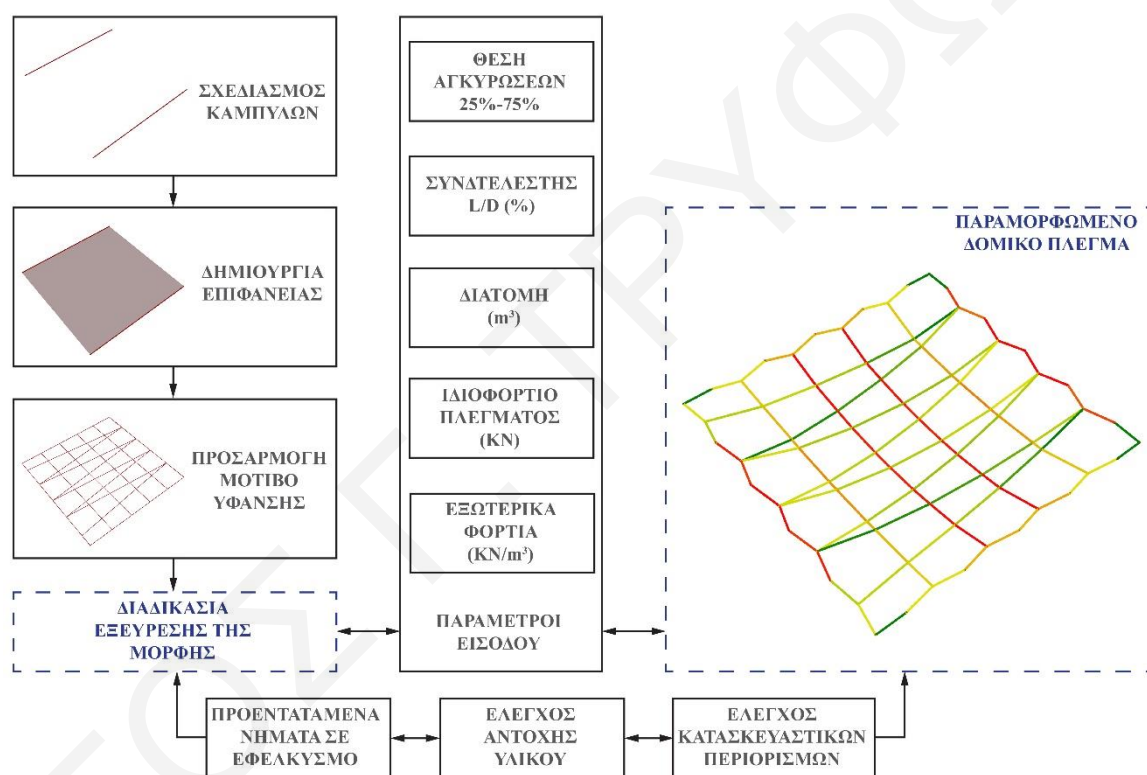 ΣΧΕΔΙΑΣΜΟΣ
ΚΑΜΠΥΛΩΝ
ΔΗΜΙΟΥΡΓΙΑ
ΕΠΙΦΑΝΕΙΑΣ
ΠΡΟΣΑΡΜΟΓΗ
ΜΟΤΙΒΟ
ΥΦΑΝΣΗΣ
ΔΙΑΔΙΚΑΣΙΑ
ΕΞΕΥΡΕΣΗΣ ΤΗΣ
ΜΟΡΦΗΣ
ΘΕΣΗ
ΑΓΚΥΡΩΣΕΩΝ
25%-75%
ΣΥΝΔΤΕΛΕΣΤΗΣ
L/D (%)
ΔΙΑΤΟΜΗ
(m³)
ΙΔΙΟΦΟΡΤΙΟ
ΠΛΕΓΜΑΤΟΣ
(KN)
ΕΞΩΤΕΡΙΚΑ
ΦΟΡΤΙΑ
(KN/m³)
ΠΑΡΑΜΕΤΡΟΙ
ΕΙΣΟΔΟΥ
ΠΑΡΑΜΟΡΦΩΜΕΝΟ
ΔΟΜΙΚΟ ΠΛΕΓΜΑ
ΠΡΟΕΝΤΑΤΑΜΕΝΑ
ΝΗΜΑΤΑ ΣΕ
ΕΦΕΛΚΥΣΜΟ
ΕΛΕΓΧΟΣ
ΑΝΤΟΧΗΣ
ΥΛΙΚΟΥ
ΕΛΕΓΧΟΣ
ΚΑΤΑΣΚΕΥΑΣΤΙΚΩΝ
ΠΕΡΙΟΡΙΣΜΩΝ
ΟΣ Γ. ΤΡΥΦΩ